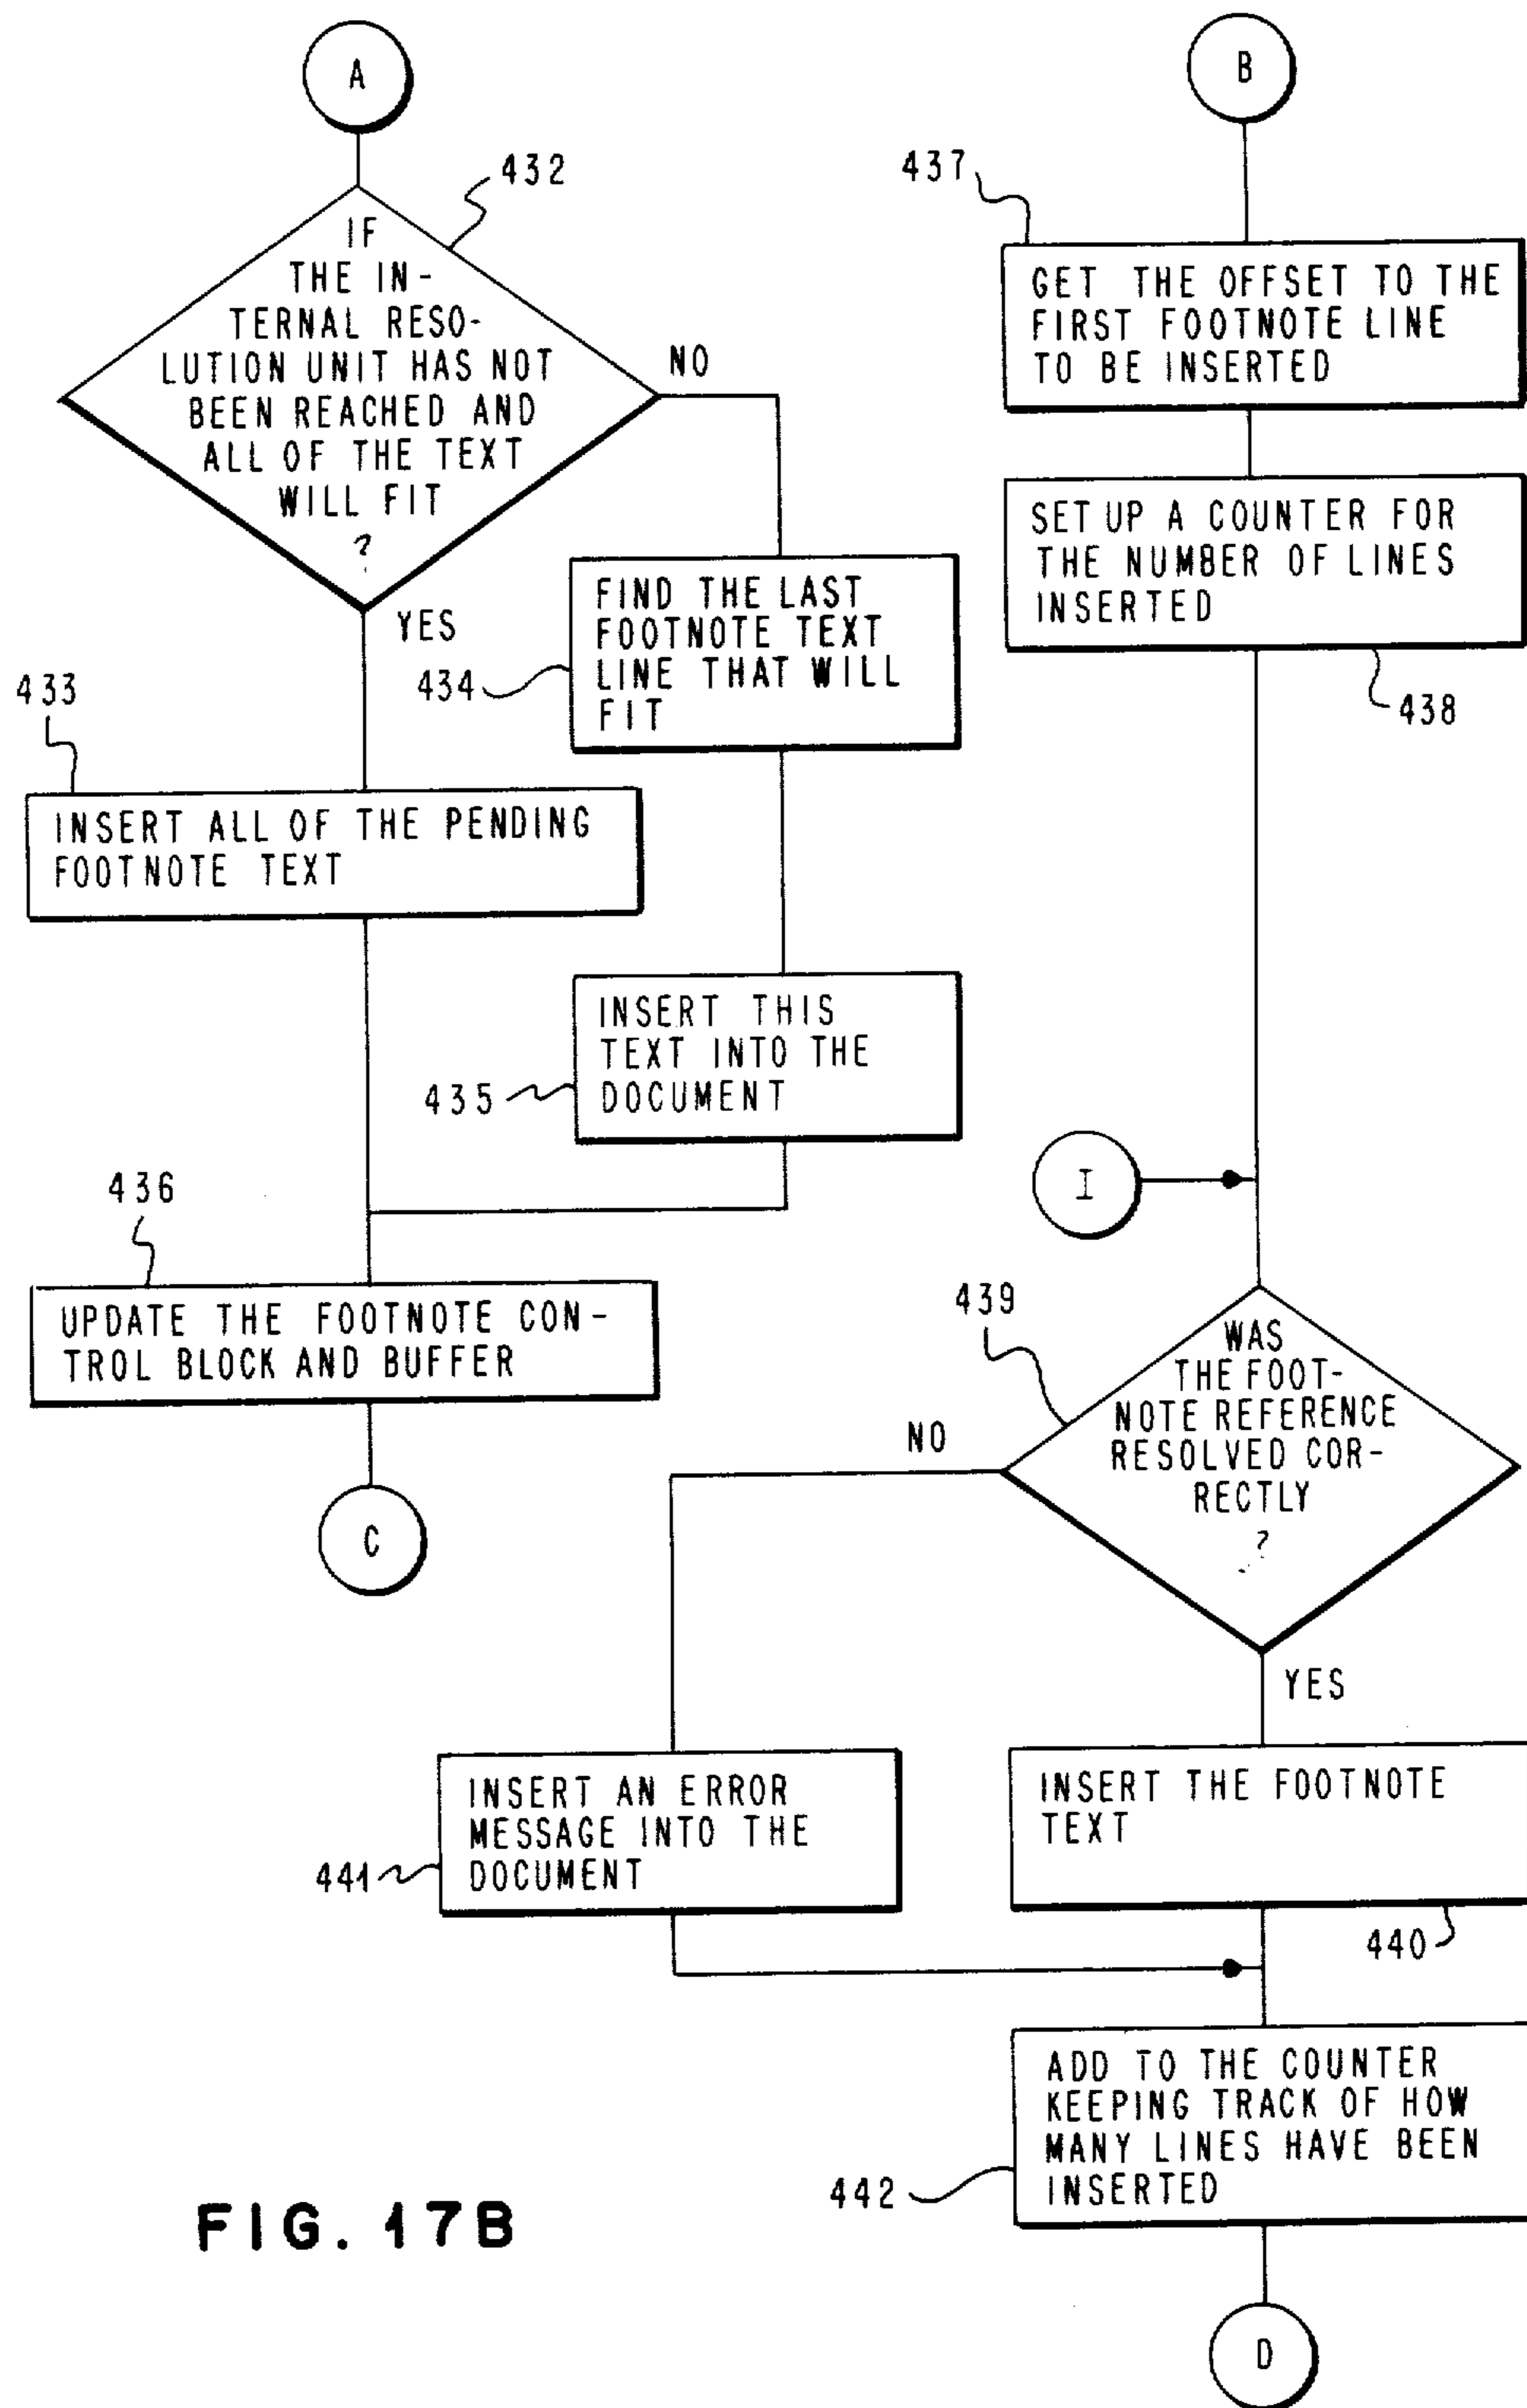 A
432
IF
THE IN-
TERNAL RESO-
LUTION UNIT HAS NOT
BEEN REACHED AND
ALL OF THE TEXT
WILL FIT
?
NO
YES
434
FIND THE LAST
FOOTNOTE TEXT
LINE THAT WILL
FIT
433
INSERT ALL OF THE PENDING
FOOTNOTE TEXT
435
INSERT THIS
TEXT INTO THE
DOCUMENT
436
UPDATE THE FOOTNOTE CON-
TROL BLOCK AND BUFFER
C
B
437
GET THE OFFSET TO THE
FIRST FOOTNOTE LINE
TO BE INSERTED
SET UP A COUNTER FOR
THE NUMBER OF LINES
INSERTED
438
I
439
WAS
THE FOOT-
NOTE REFERENCE
RESOLVED COR-
RECTLY
?
NO
YES
441
INSERT AN ERROR
MESSAGE INTO THE
DOCUMENT
INSERT THE FOOTNOTE
TEXT
440
442
ADD TO THE COUNTER
KEEPING TRACK OF HOW
MANY LINES HAVE BEEN
INSERTED
D
FIG. 17B